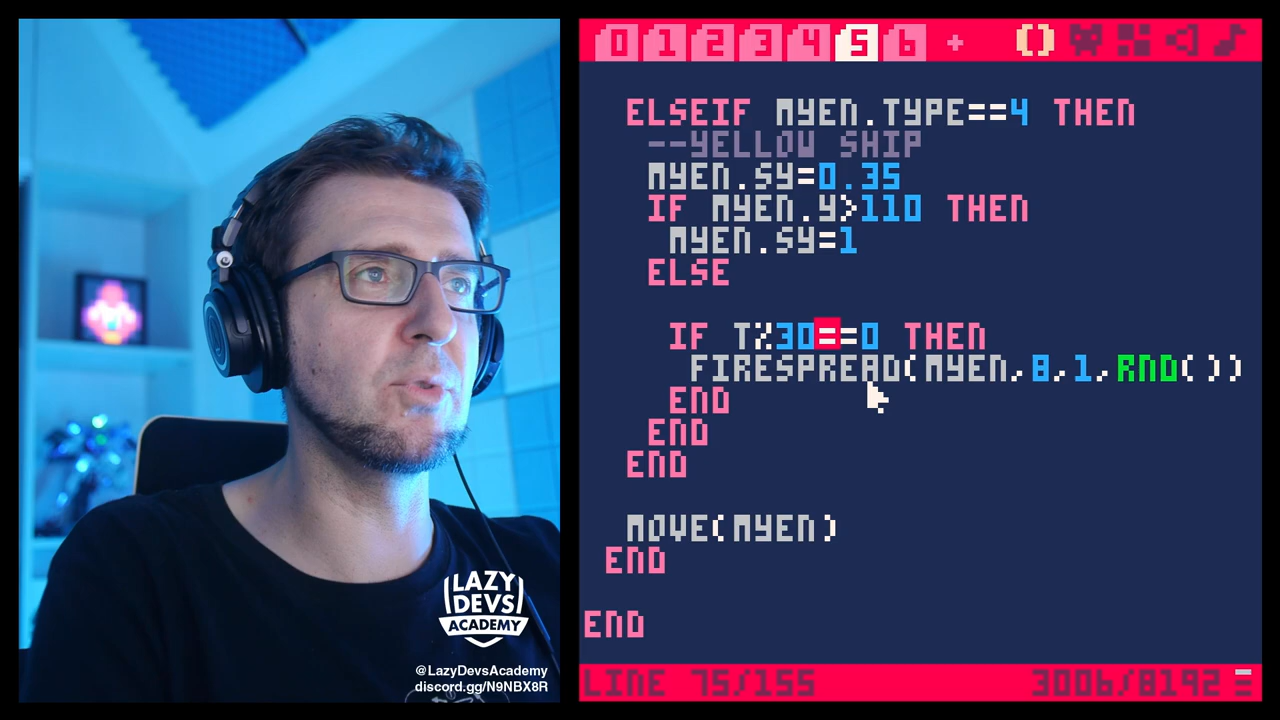 0 1 2 3 4 5 6 +
ELSEIF MYEN.TYPE==4 THEN
--YELLOW SHIP
MYEN.SY=0.35
IF MYEN.Y>110 THEN
MYEN.SY=1
ELSE
IF T%30==0 THEN
FIRESPREAD(MYEN,8,1,RND())
END
END
END
MOVE(MYEN)
END
END
LINE 75/155 3006/8192
LAZY
DEVS
ACADEMY
@LazyDevsAcademy
discord.gg/N9NBX8R